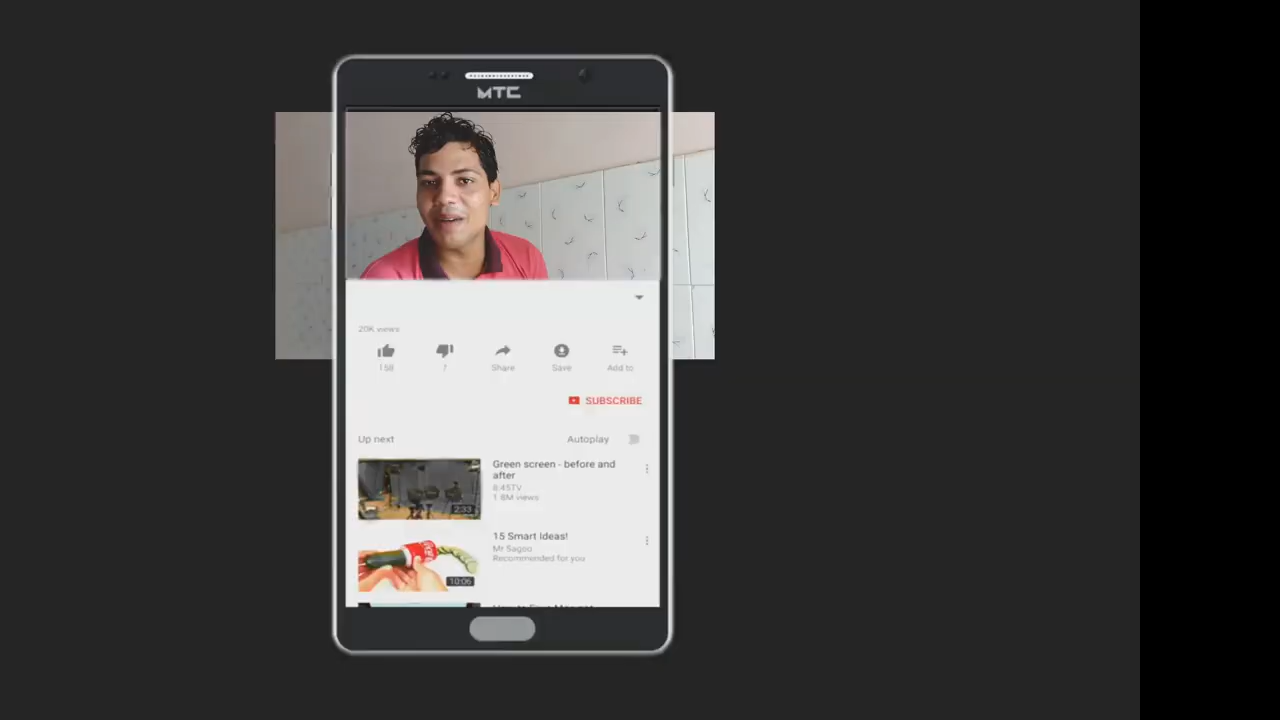 MTC
20K views
158
7
Share
Save
Add to
SUBSCRIBE
Up next
Autoplay
Green screen - before and
after
8:45TV
1.8M views
2:33
15 Smart Ideas!
Mr Sagso
Recommended for you
10:06